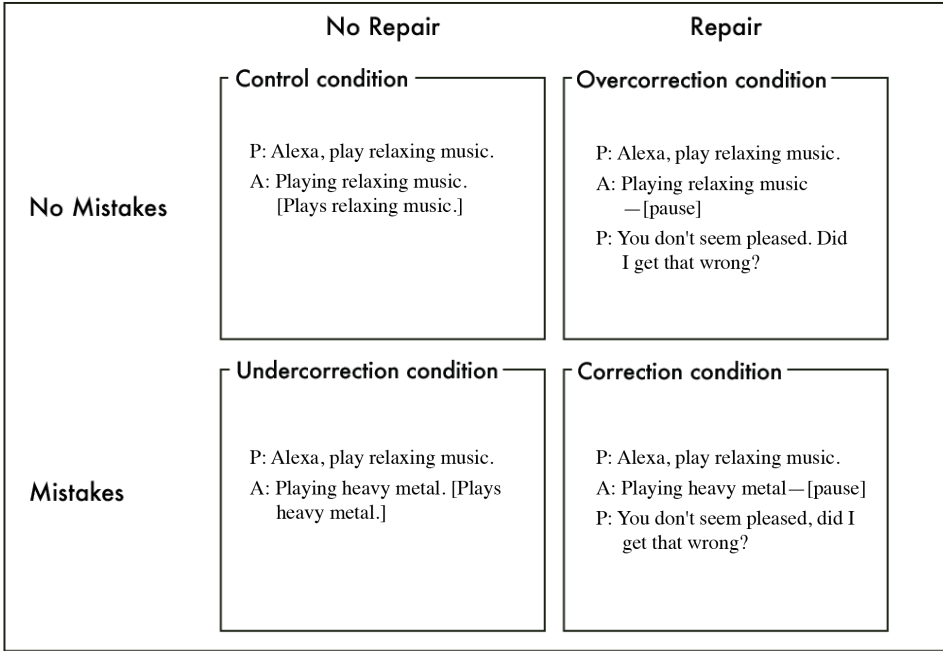 No Repair
Repair
Control condition
P: Alexa, play relaxing music.
A: Playing relaxing music.
[Plays relaxing music.]
Overcorrection condition
P: Alexa, play relaxing music.
A: Playing relaxing music
—[pause]
P: You don't seem pleased. Did
I get that wrong?
No Mistakes
Undercorrection condition
P: Alexa, play relaxing music.
A: Playing heavy metal. [Plays
heavy metal.]
Correction condition
P: Alexa, play relaxing music.
A: Playing heavy metal—[pause]
P: You don't seem pleased, did I
get that wrong?
Mistakes